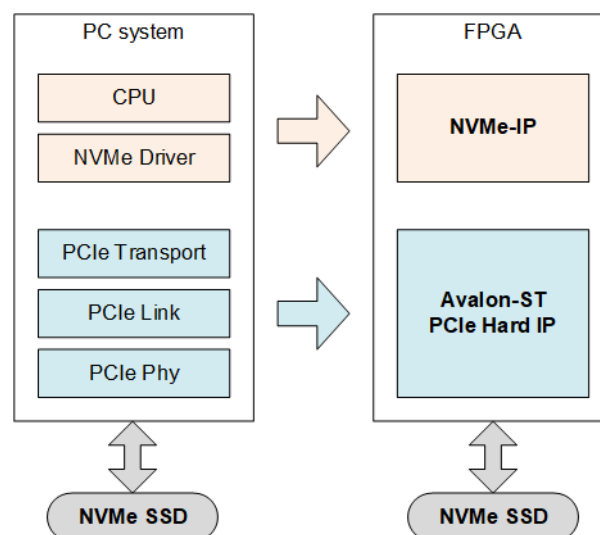 PC system
CPU
NVMe Driver
PCIe Transport
PCIe Link
PCIe Phy
NVMe SSD
FPGA
NVMe-IP
Avalon-ST
PCIe Hard IP
NVMe SSD